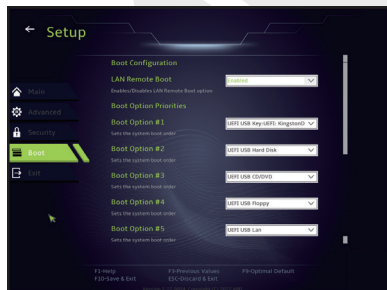 Setup
Boot Configuration
LAN Remote Boot
Enabled
Enables/Disables LAN Remote Boot option
Main
Advanced
Security
Boot
Exit
Boot Option Priorities
Boot Option #1
UEFI USB Key:UEFI: KingstonD
Sets the system boot order
Boot Option #2
UEFI USB Hard Disk
Sets the system boot order
Boot Option #3
UEFI USB CD/DVD
Sets the system boot order
Boot Option #4
UEFI USB Floppy
Sets the system boot order
Boot Option #5
UEFI USB Lan
Sets the system boot order
F1-Help
F3-Previous Values
F9-Optimal Default
F10-Save & Exit
ESC-Discard & Exit